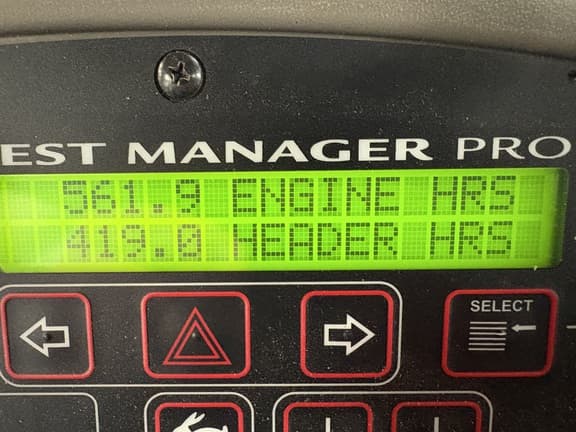 EST MANAGER PRO
561.9 ENGINE HRS
419.0 HEADER HRS
SELECT